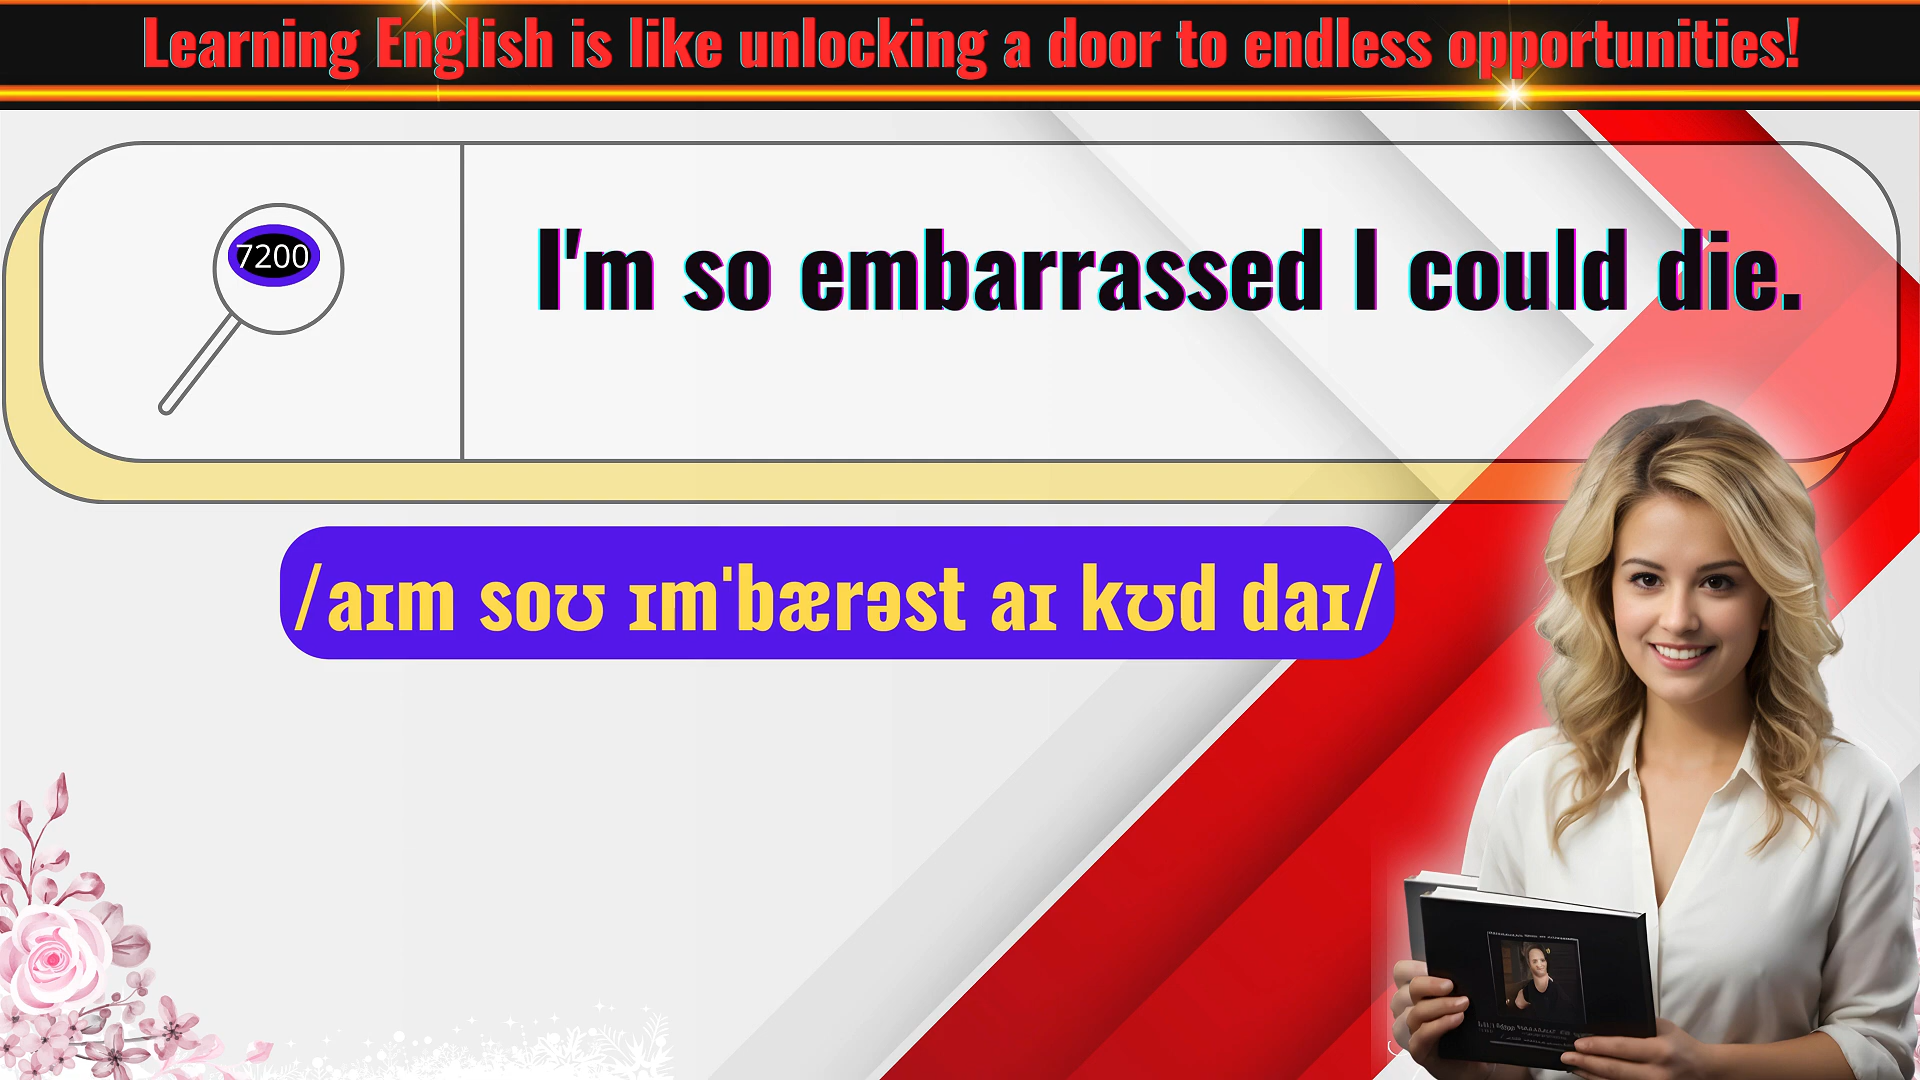 Learning English is like unlocking a door to endless opportunities!
7200
I'm so embarrassed I could die.
/aɪm soʊ ɪmˈbærəst aɪ kʊd daɪ/